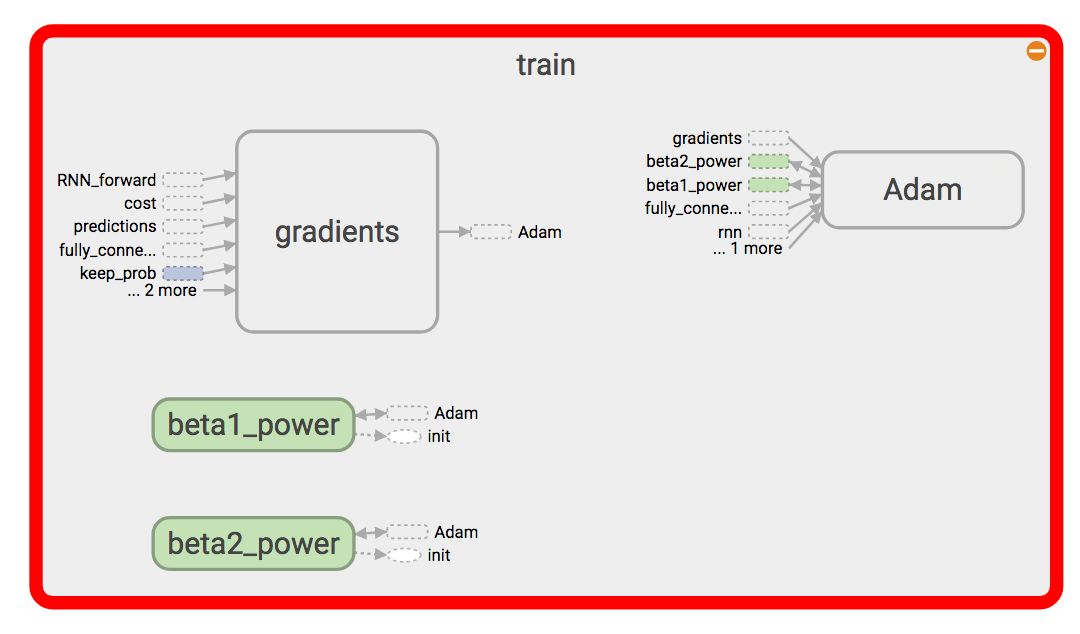 train
RNN_forward
cost
predictions
fully_conne...
keep_prob
... 2 more
gradients
Adam
gradients
beta2_power
beta1_power
fully_conne...
rnn
... 1 more
Adam
beta1_power
Adam
init
beta2_power
Adam
init